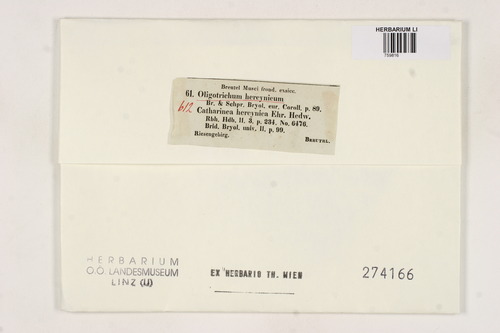 HERBARIUM LI
759816
Breutel Musci frond. exsicc.
61. Oligotrichum hercynicum
612
Br. & Schpr. Bryol. eur. Coroll. p. 89.
Catharinea hercynica Ehr. Hedw.
Rbh. Hdb. II, 3. p. 234. No. 6476.
Brid. Bryol. univ. II, p. 99.
Riesengebirg.
BREUTEL.
HERBARIUM
O.Ö. LANDESMUSEUM
LINZ (LI)
EX HERBARIO TH. WIEN
274166